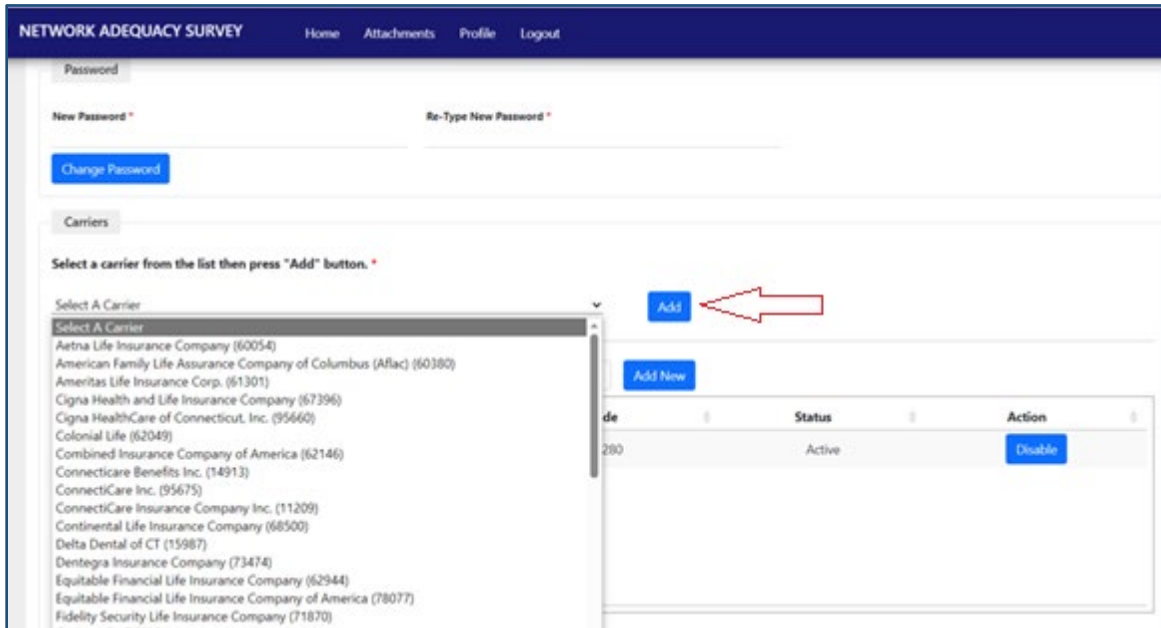 NETWORK ADEQUACY SURVEY Home Attachments Profile Logout
Password
New Password * Re-Type New Password *
Change Password
Carriers
Select a carrier from the list then press "Add" button. *
Select A Carrier Add
Select A Carrier
Aetna Life Insurance Company (60054)
American Family Life Assurance Company of Columbus (Aflac) (60380)
Ameritas Life Insurance Corp. (61301) Add New
Cigna Health and Life Insurance Company (67396)
Cigna HealthCare of Connecticut, Inc. (95660) de Status Action
Colonial Life (62049)
Combined Insurance Company of America (62146) 280 Active Disable
Connecticare Benefits Inc. (14913)
ConnectiCare Inc. (95675)
ConnectiCare Insurance Company Inc. (11209)
Continental Life Insurance Company (68500)
Delta Dental of CT (15987)
Dentegra Insurance Company (73474)
Equitable Financial Life Insurance Company (62944)
Equitable Financial Life Insurance Company of America (78077)
Fidelity Security Life Insurance Company (71870)